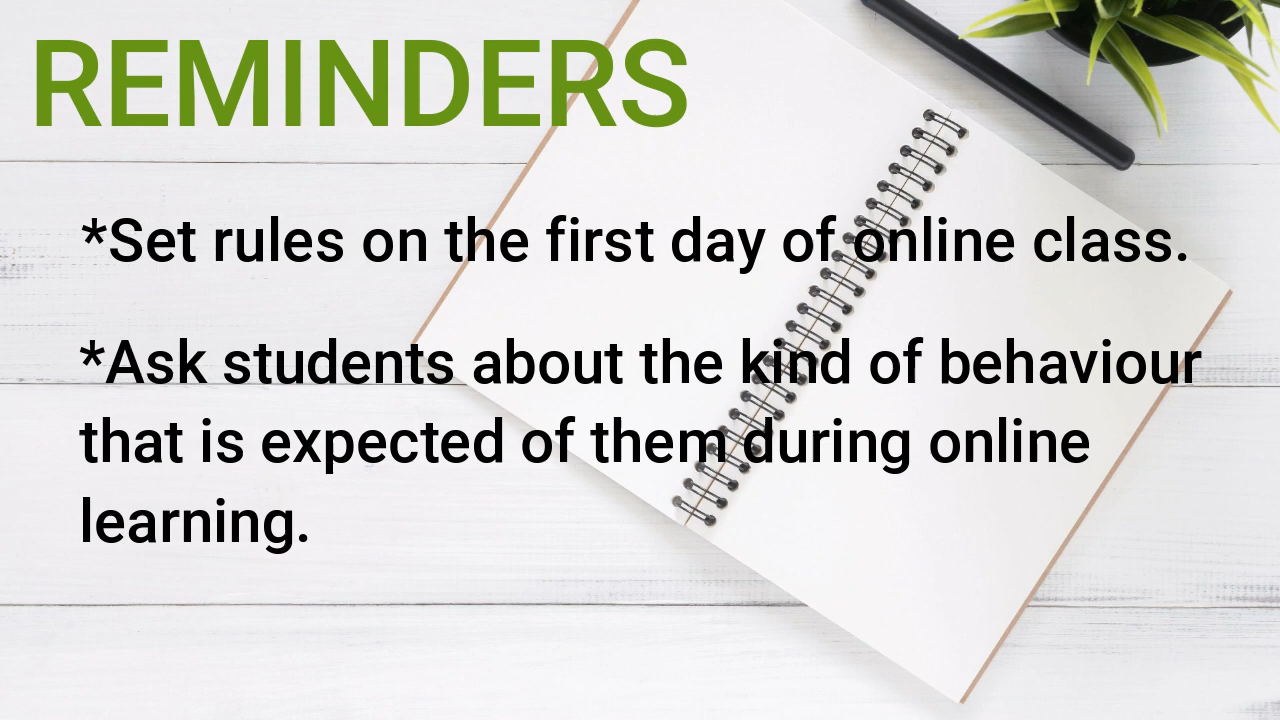 REMINDERS
*Set rules on the first day of online class.
*Ask students about the kind of behaviour
that is expected of them during online
learning.